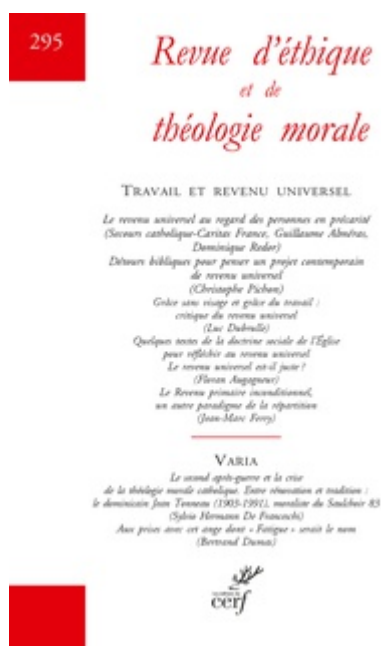 295
Revue d'éthique
et de
théologie morale
TRAVAIL ET REVENU UNIVERSEL
Le revenu universel au regard des personnes en précarité
(Secours catholique-Caritas France, Guillaume Alméras,
Dominique Redor)
Détours bibliques pour penser un projet contemporain
de revenu universel
(Christophe Pichon)
Grâce sans visage et grâce du travail :
critique du revenu universel
(Luc Dubrulle)
Quelques textes de la doctrine sociale de l'Église
pour réfléchir au revenu universel
Le revenu universel est-il juste ?
(Floran Augagneur)
Le Revenu primaire inconditionnel,
un autre paradigme de la répartition
(Jean-Marc Ferry)
VARIA
Le second après-guerre et la crise
de la théologie morale catholique. Entre rénovation et tradition :
le dominicain Jean Tonneau (1903-1991), moraliste du Saulchoir 83
(Sylvio Hermann De Franceschi)
Aux prises avec cet ange dont « Fatigue » serait le nom
(Bertrand Dumas)
cerf